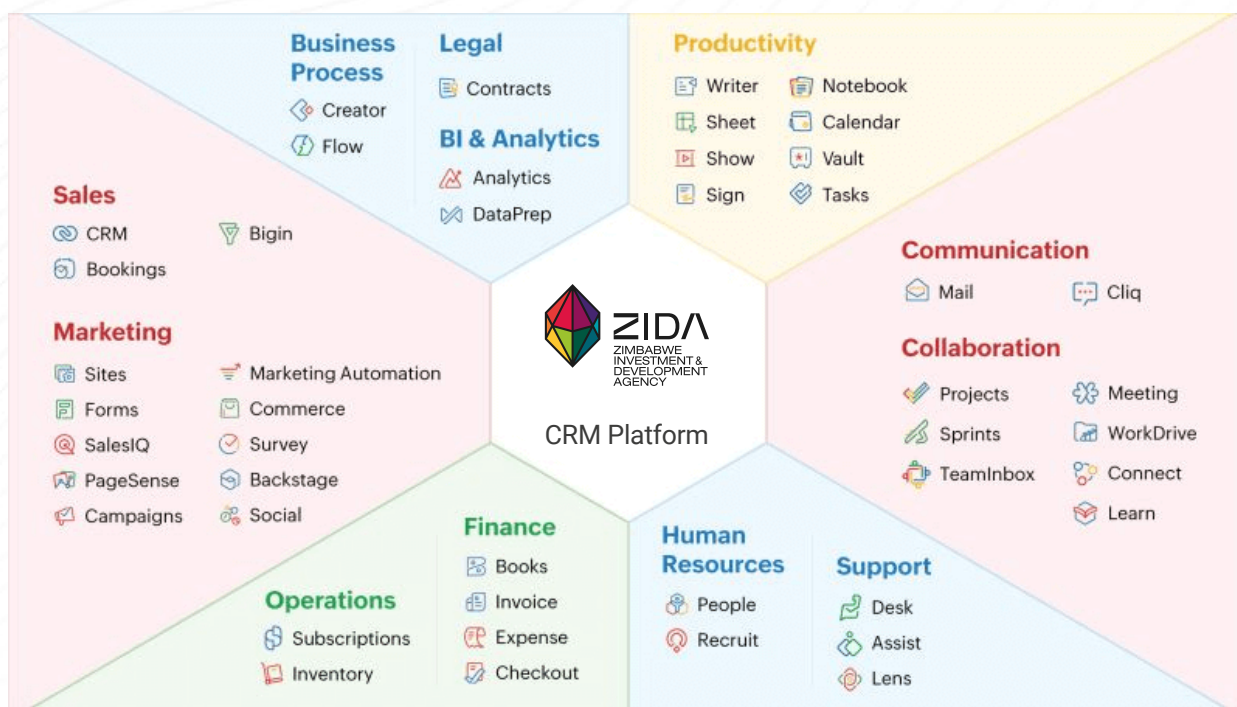 Business
Process
Creator
Flow
Legal
Contracts
BI & Analytics
Analytics
DataPrep
Productivity
Writer
Notebook
Sheet
Calendar
Show
Vault
Sign
Tasks
Sales
CRM
Bigin
Bookings
Marketing
Sites
Marketing Automation
Forms
Commerce
SalesIQ
Survey
PageSense
Backstage
Campaigns
Social
ZIDA
ZIMBABWE
INVESTMENT &
DEVELOPMENT
AGENCY
CRM Platform
Communication
Mail
Cliq
Collaboration
Projects
Meeting
Sprints
WorkDrive
TeamInbox
Connect
Learn
Operations
Subscriptions
Inventory
Finance
Books
Invoice
Expense
Checkout
Human
Resources
People
Recruit
Support
Desk
Assist
Lens